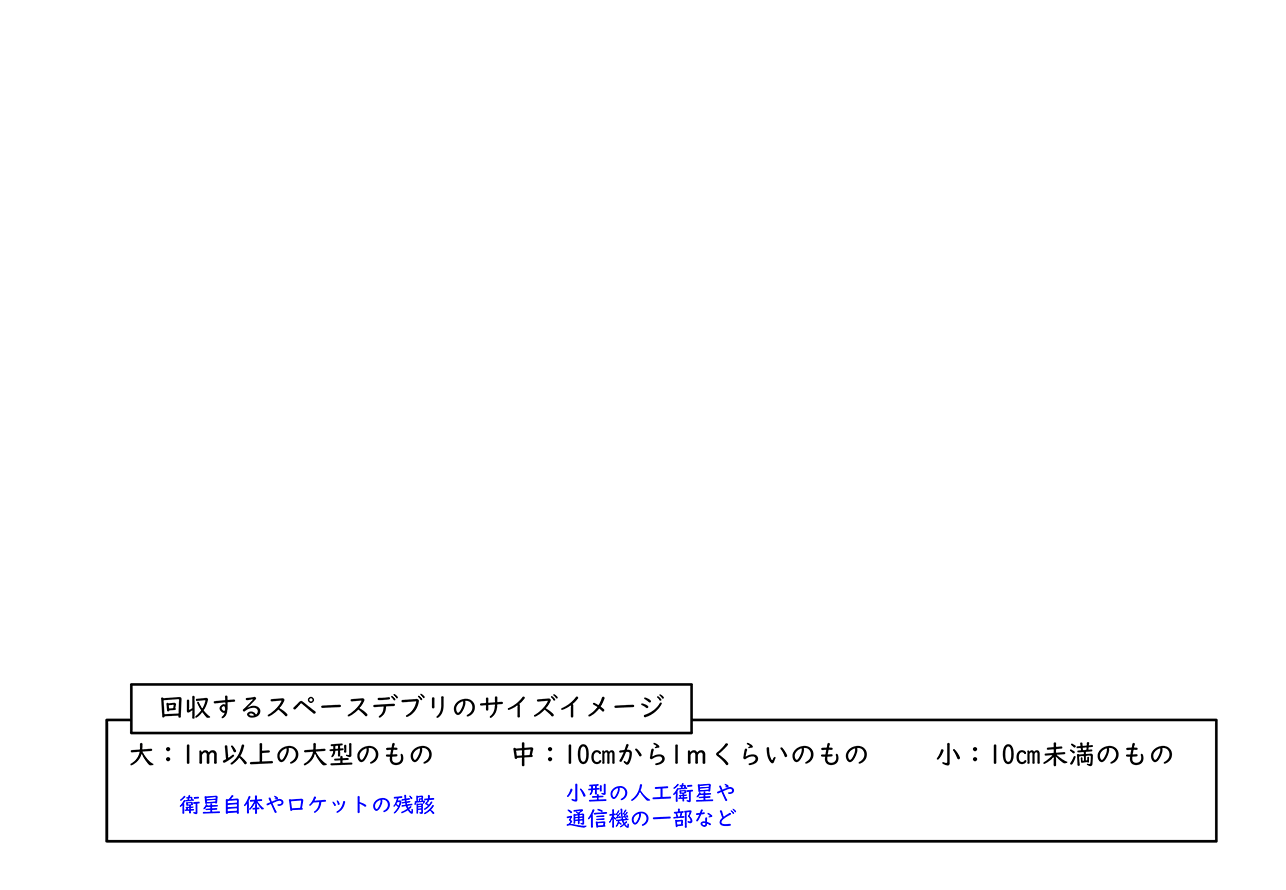 回収するスペースデブリのサイズイメージ
大：1ｍ以上の大型のもの　中：10㎝から1ｍくらいのもの　小：10㎝未満のもの
衛星自体やロケットの残骸
小型の人工衛星や
通信機の一部など